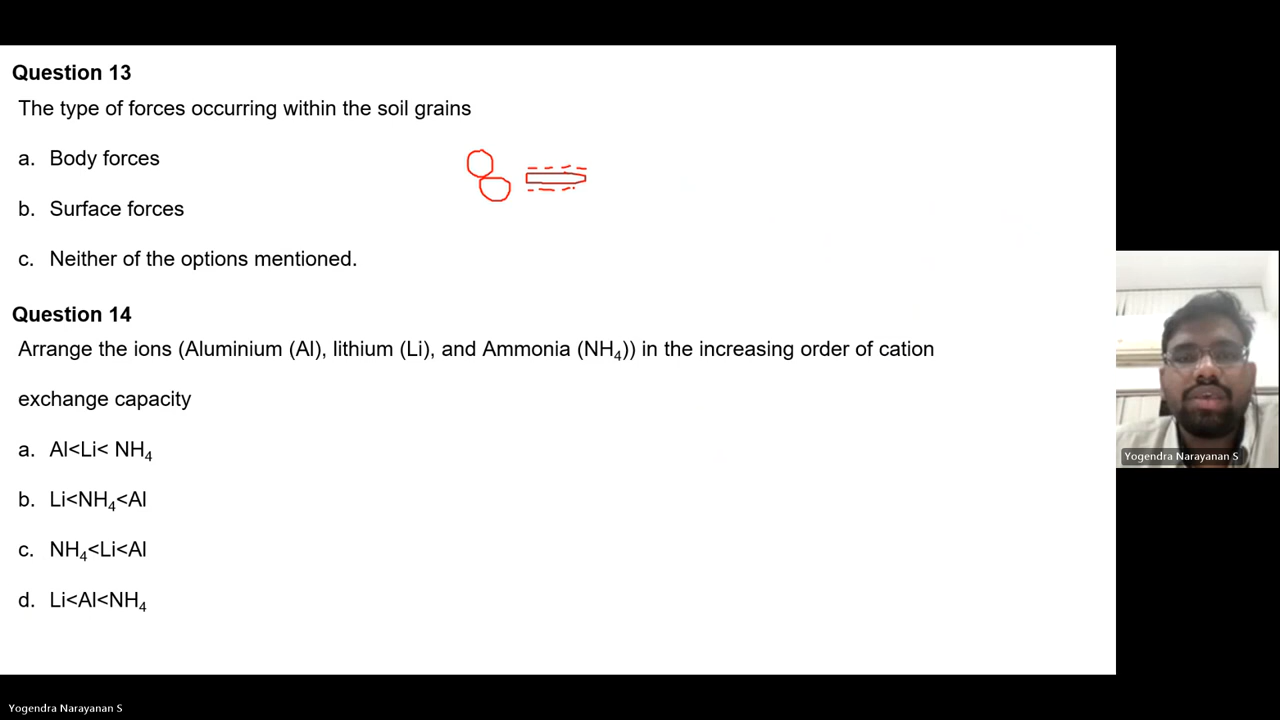 Question 13
The type of forces occurring within the soil grains
a. Body forces
b. Surface forces
c. Neither of the options mentioned.
Question 14
Arrange the ions (Aluminium (Al), lithium (Li), and Ammonia (NH₄)) in the increasing order of cation
exchange capacity
a. Al<Li< NH₄
b. Li<NH₄<Al
c. NH₄<Li<Al
d. Li<Al<NH₄
Yogendra Narayanan S
Yogendra Narayanan S